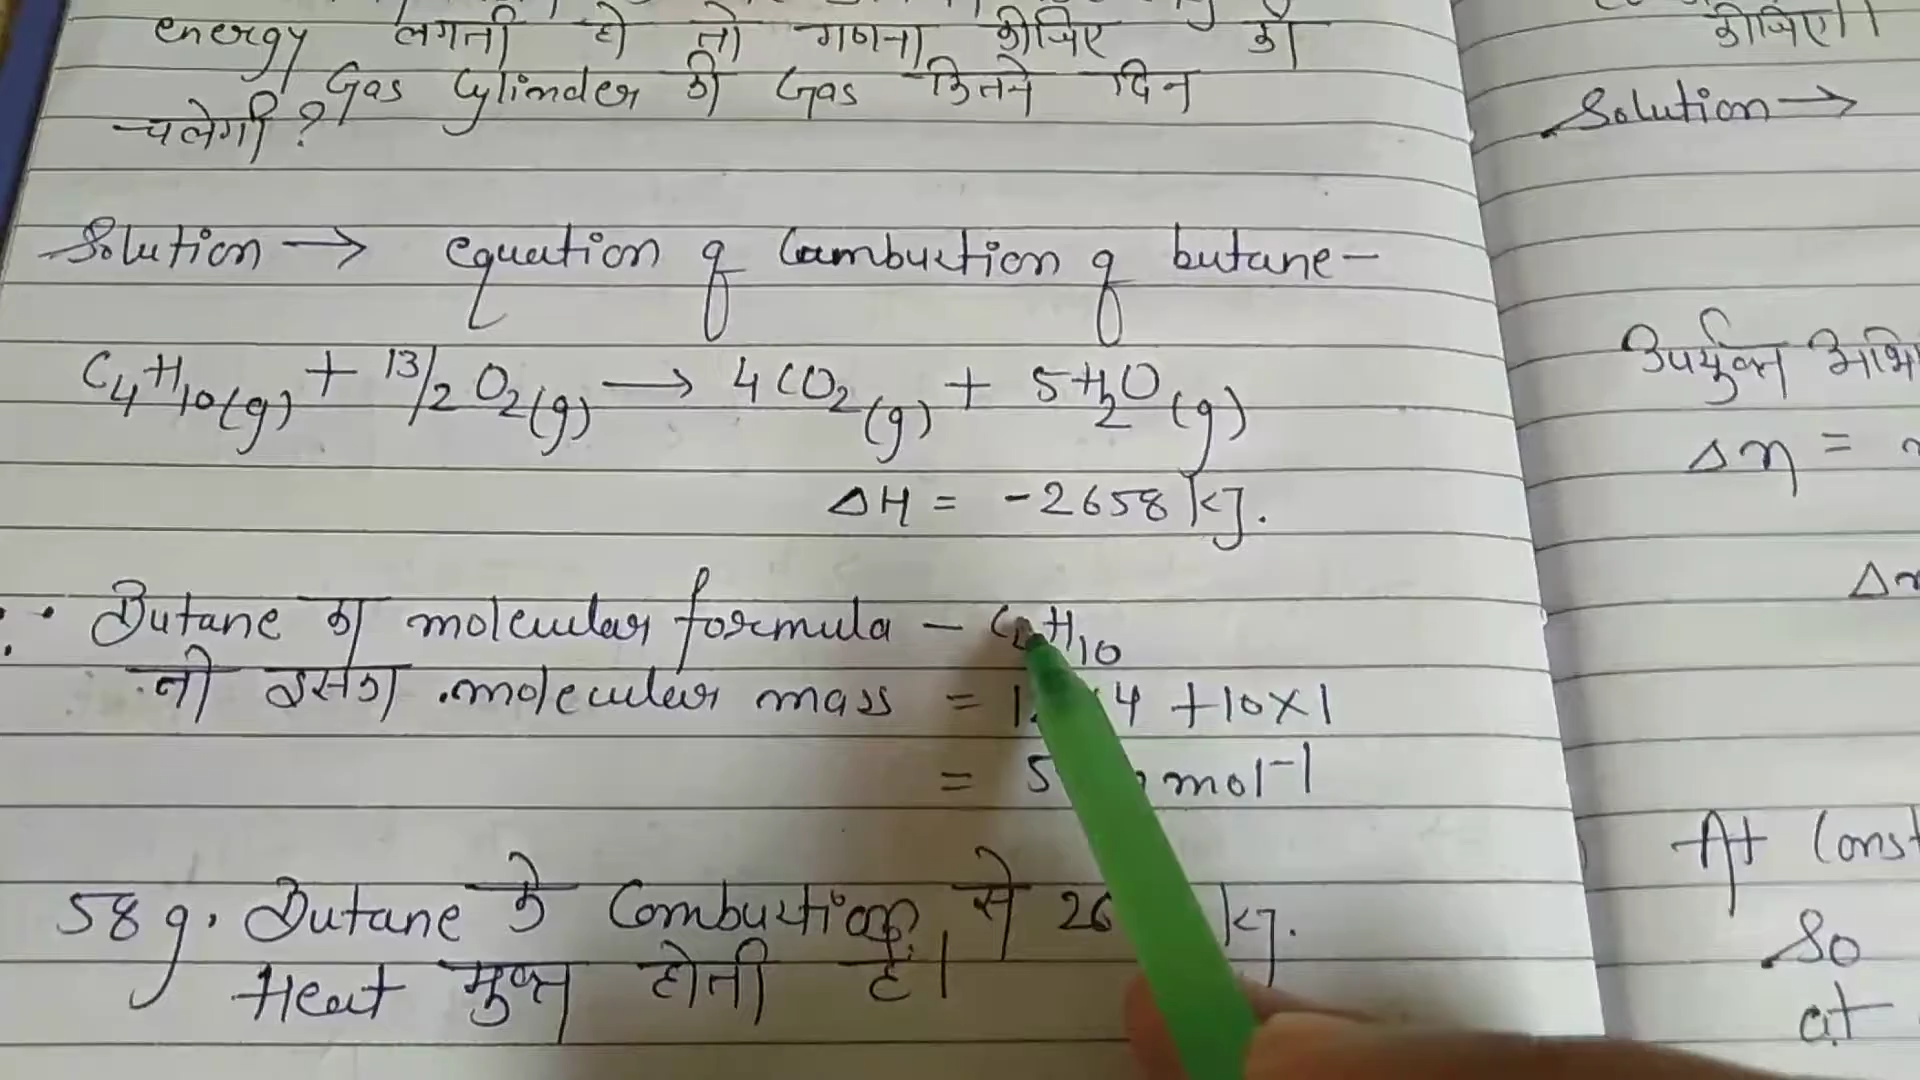 energy लगती हो तो गणना कीजिए की
Gas Cylinder की Gas कितने दिन
चलेगी ?
Solution → equation of Combustion of butane-
C₄H₁₀(g) + 13/2 O₂(g) → 4CO₂(g) + 5H₂O(g)
ΔH = -2658 kJ.
Butane का molecular formula - C₄H₁₀
molecular mass = 4 + 10×1
= 5 mol⁻¹
58 g. Butane के Combustion से kJ.
Heat मुक्त होती है।
कीजिए।।
Solution →
उपर्युक्त
Δn =
At
So
at